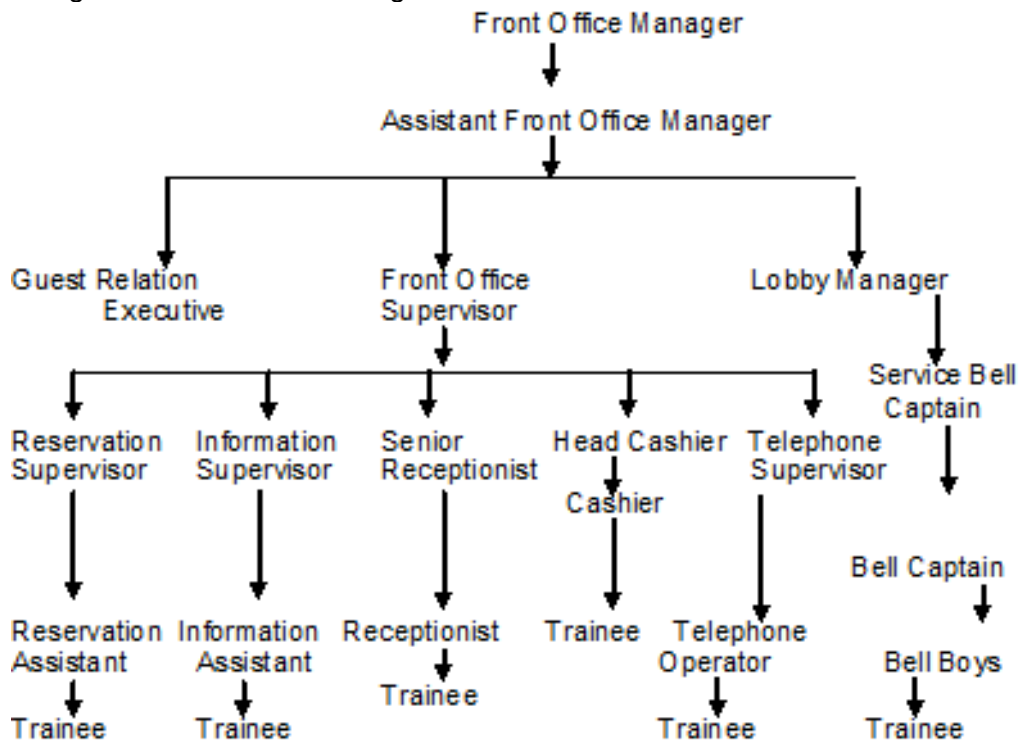 Front Office Manager
Assistant Front Office Manager
Guest Relation
Executive
Front Office
Supervisor
Lobby Manager
Service Bell
Captain
Reservation
Supervisor
Information
Supervisor
Senior
Receptionist
Head Cashier
Telephone
Supervisor
Cashier
Bell Captain
Reservation
Assistant
Information
Assistant
Receptionist
Trainee
Telephone
Operator
Bell Boys
Trainee
Trainee
Trainee
Trainee
Trainee